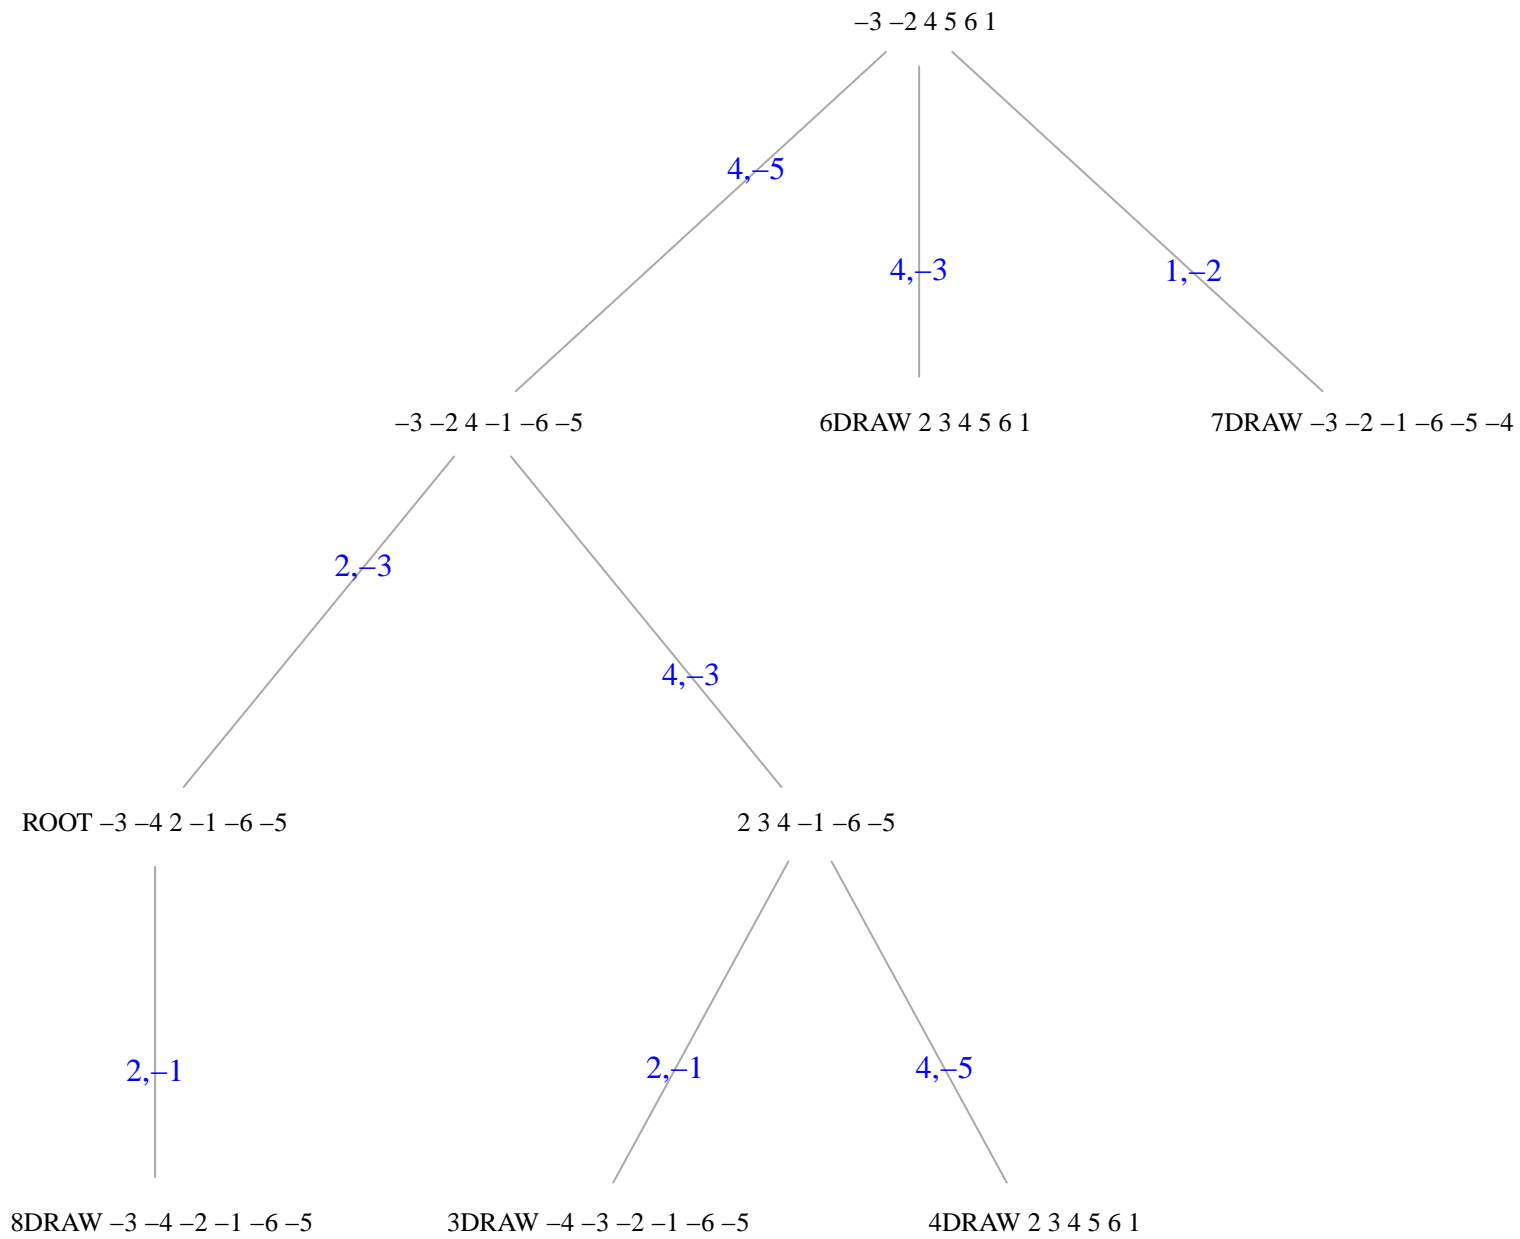 –3 –2 4 5 6 1
4,–5
4,–3
1,–2
–3 –2 4 –1 –6 –5
6DRAW 2 3 4 5 6 1
7DRAW –3 –2 –1 –6 –5 –4
2,–3
4,–3
ROOT –3 –4 2 –1 –6 –5
2 3 4 –1 –6 –5
2,–1
2,–1
4,–5
8DRAW –3 –4 –2 –1 –6 –5
3DRAW –4 –3 –2 –1 –6 –5
4DRAW 2 3 4 5 6 1